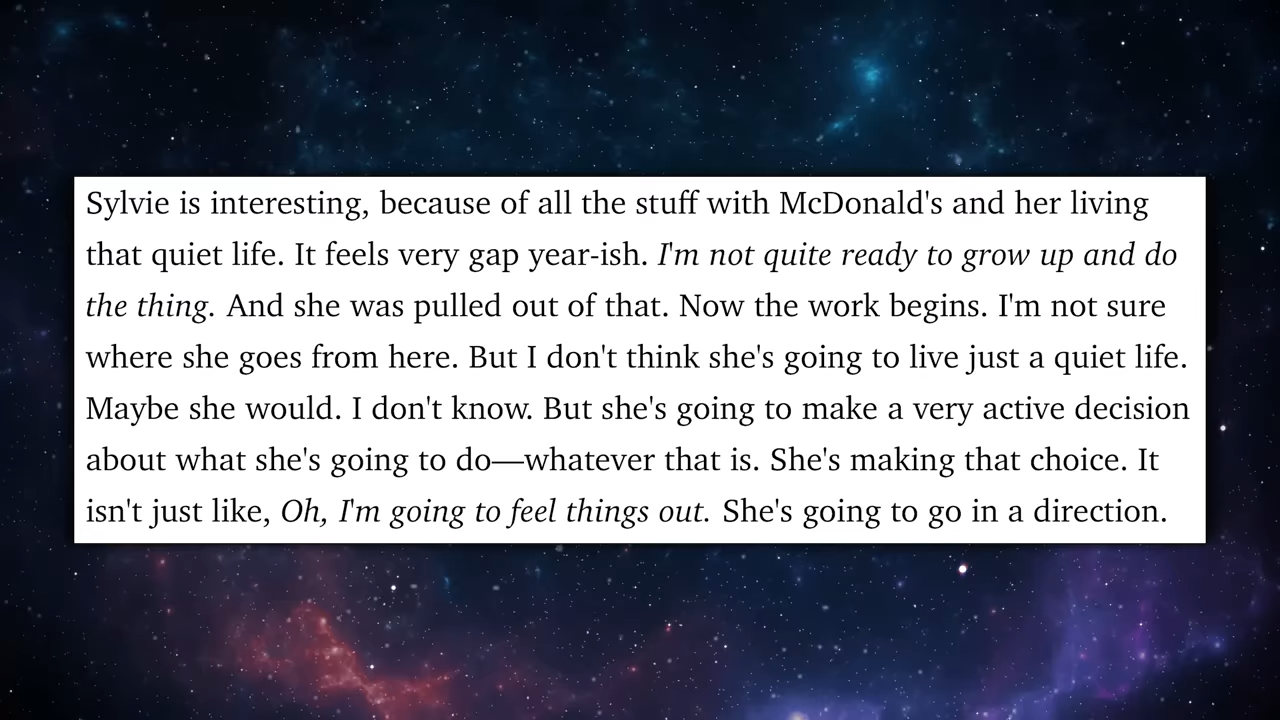 Sylvie is interesting, because of all the stuff with McDonald's and her living
that quiet life. It feels very gap year-ish. I'm not quite ready to grow up and do
the thing. And she was pulled out of that. Now the work begins. I'm not sure
where she goes from here. But I don't think she's going to live just a quiet life.
Maybe she would. I don't know. But she's going to make a very active decision
about what she's going to do—whatever that is. She's making that choice. It
isn't just like, Oh, I'm going to feel things out. She's going to go in a direction.